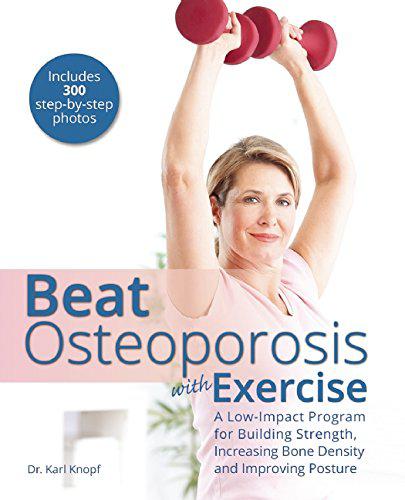 Includes
300
step-by-step
photos
Beat
Osteoporosis
with Exercise
A Low-Impact Program
for Building Strength,
Increasing Bone Density
and Improving Posture
Dr. Karl Knopf